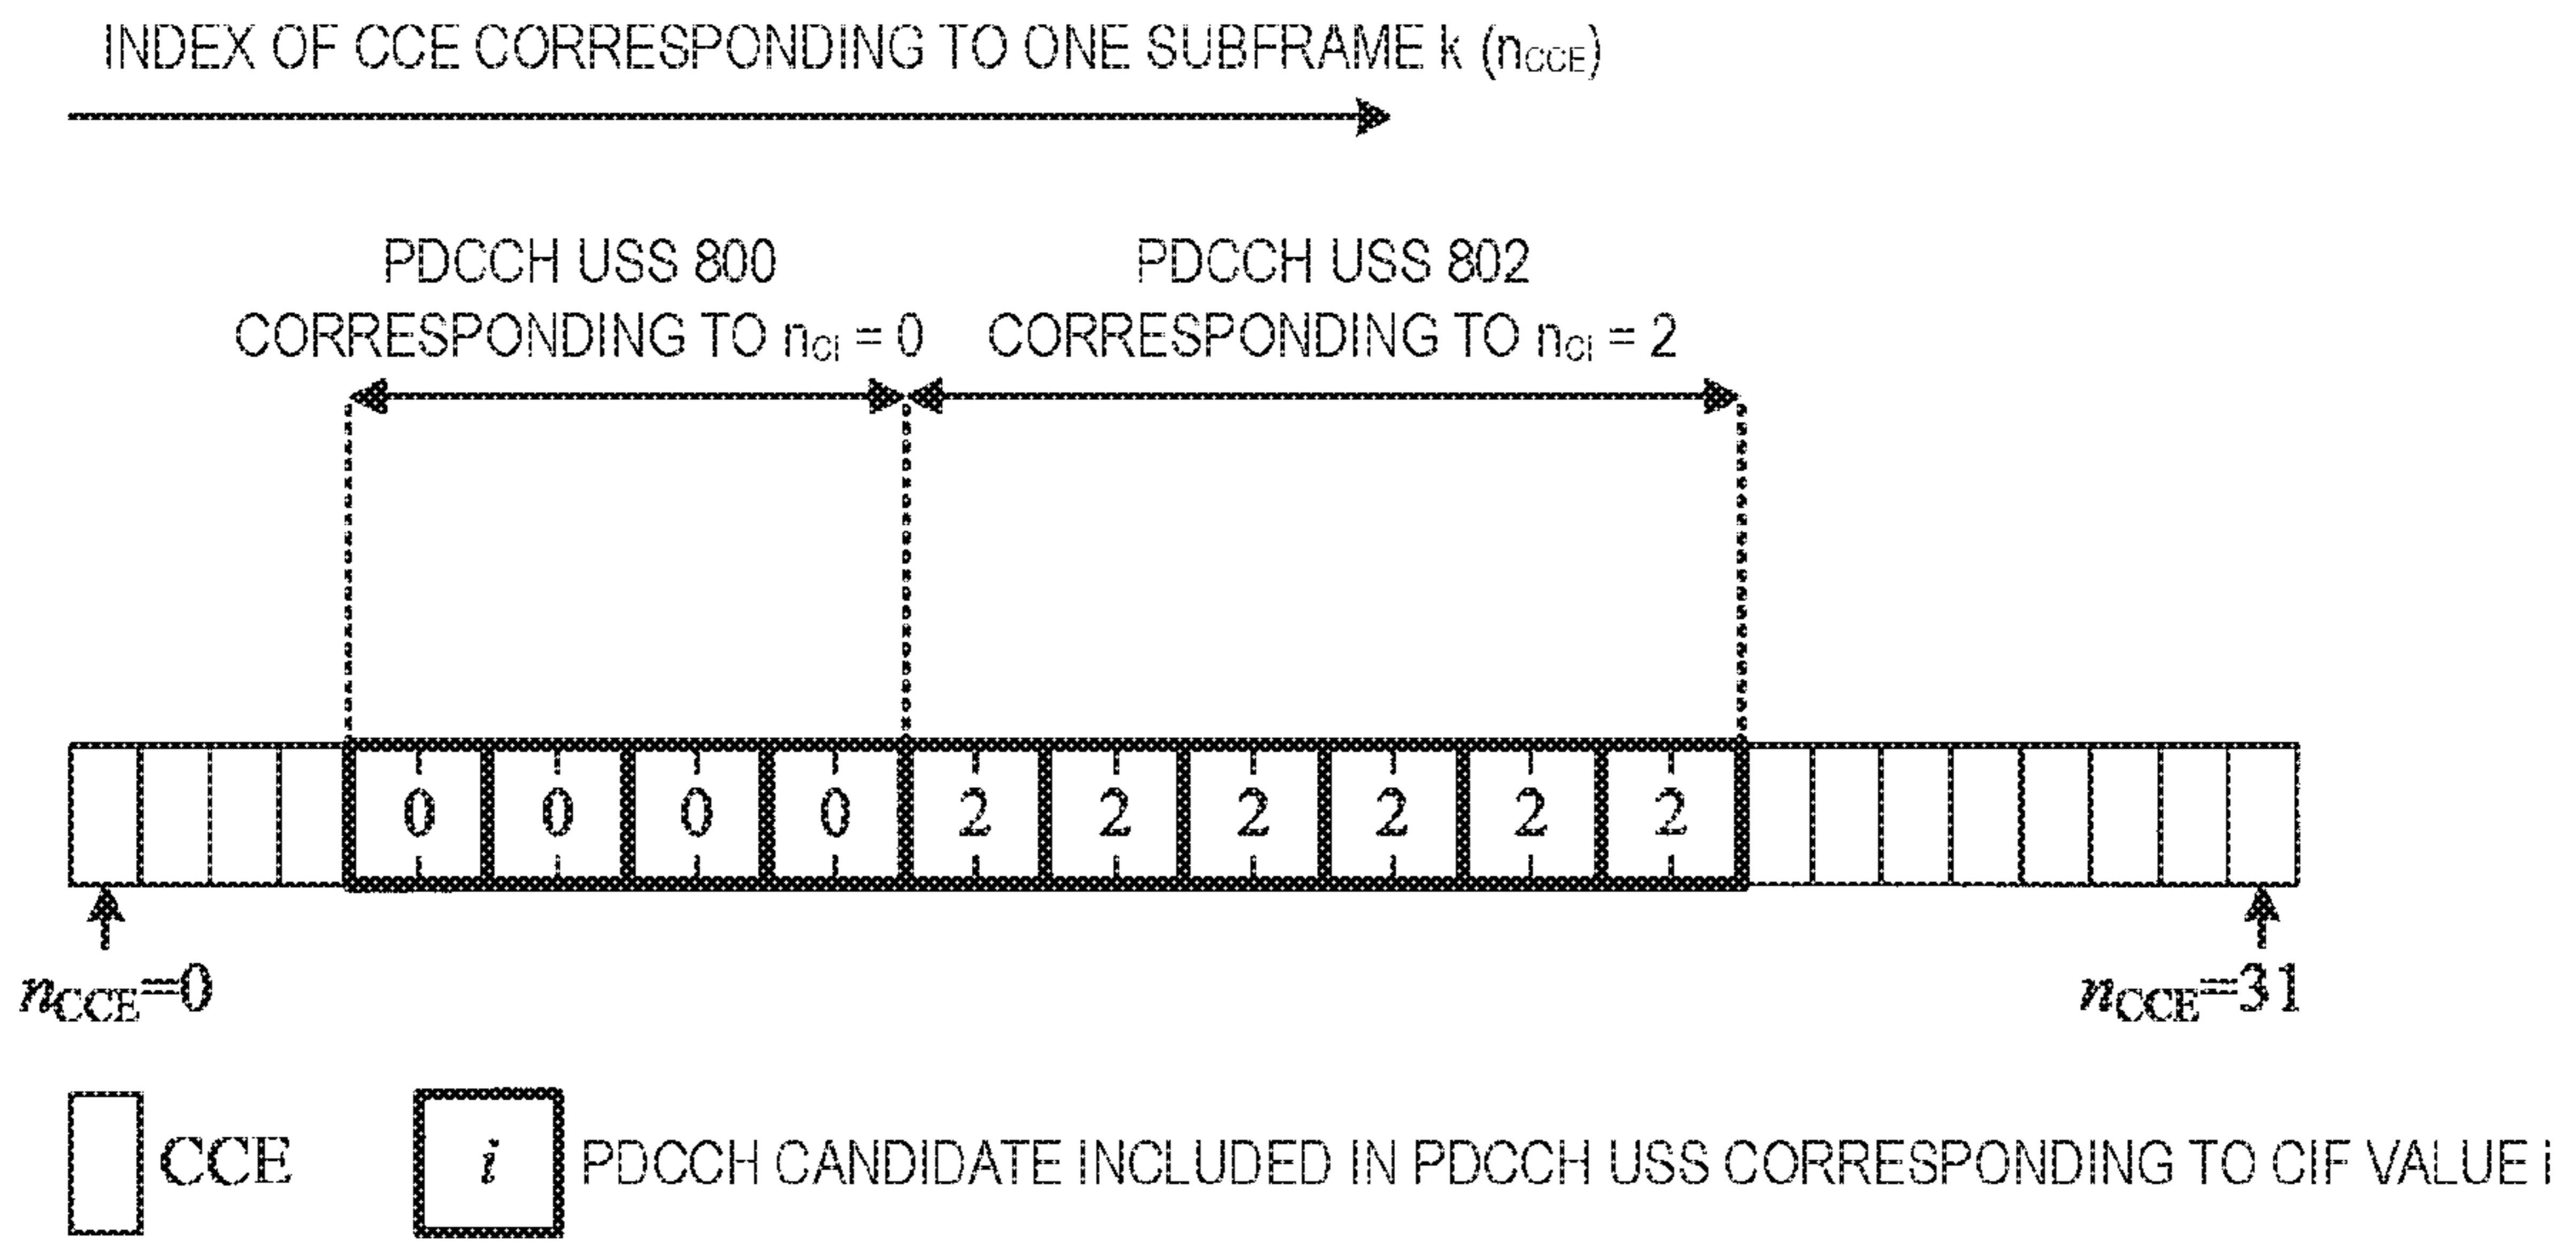 INDEX OF CCE CORRESPONDING TO ONE SUBFRAME k (nCCE)
PDCCH USS 800
CORRESPONDING TO nCI = 0
PDCCH USS 802
CORRESPONDING TO nCI = 2
0 0 0 0 2 2 2 2 2 2
nCCE=0
nCCE=31
CCE
i
PDCCH CANDIDATE INCLUDED IN PDCCH USS CORRESPONDING TO CIF VALUE i